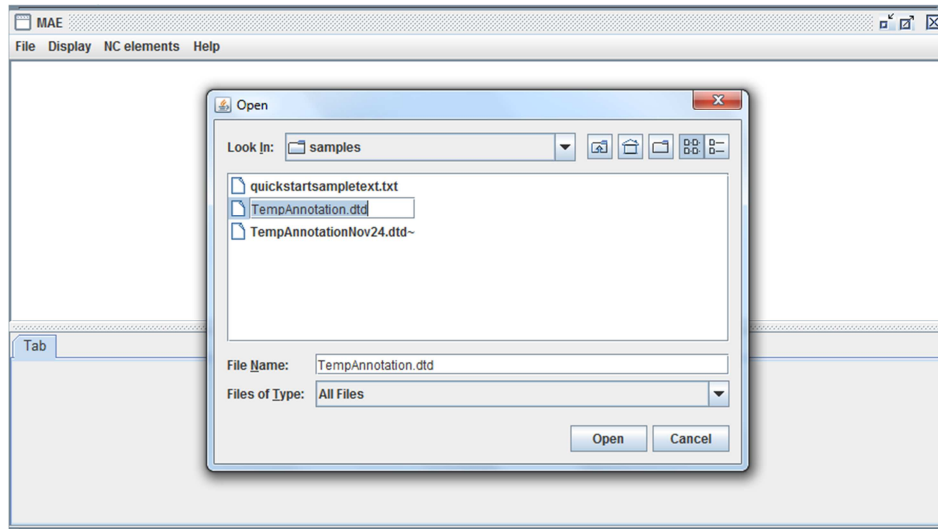 MAE
File Display NC elements Help
Open
Look In: samples
quickstartsampletext.txt
TempAnnotation.dtd
TempAnnotationNov24.dtd~
Tab
File Name: TempAnnotation.dtd
Files of Type: All Files
Open Cancel